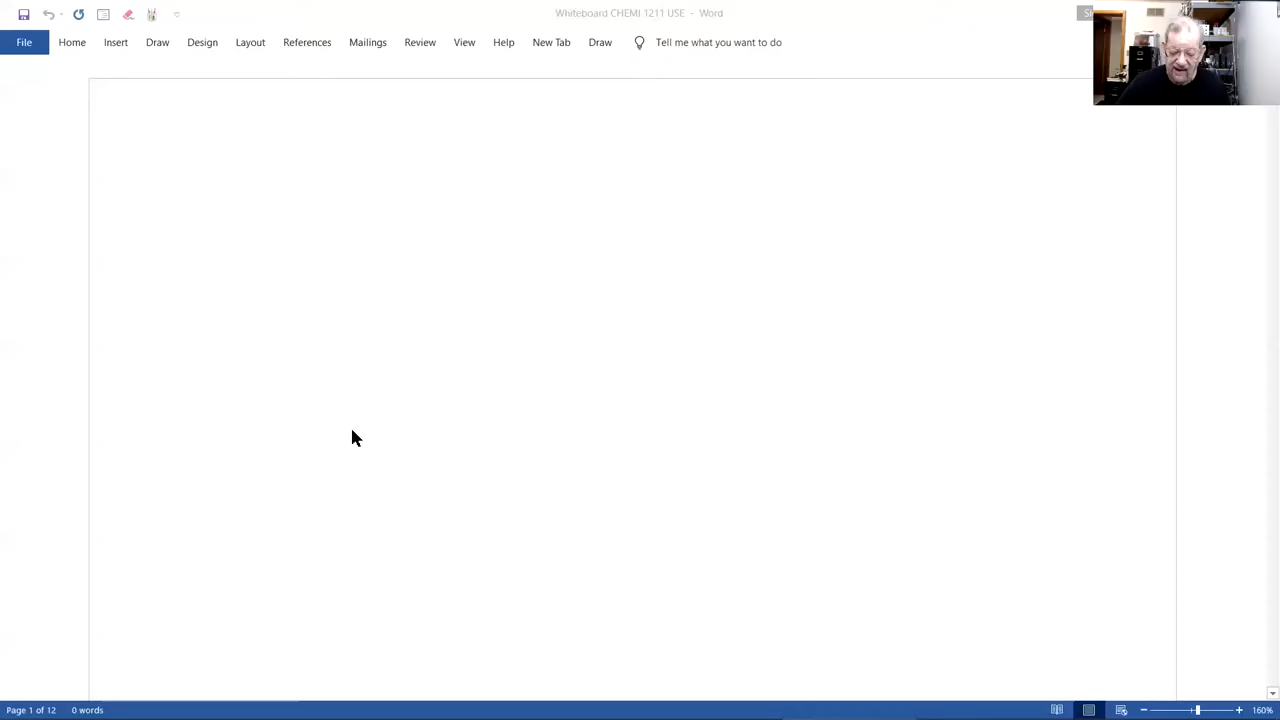 Whiteboard CHEMI 1211 USE - Word
File Home Insert Draw Design Layout References Mailings Review View Help New Tab Draw Tell me what you want to do
Page 1 of 12 0 words 160%